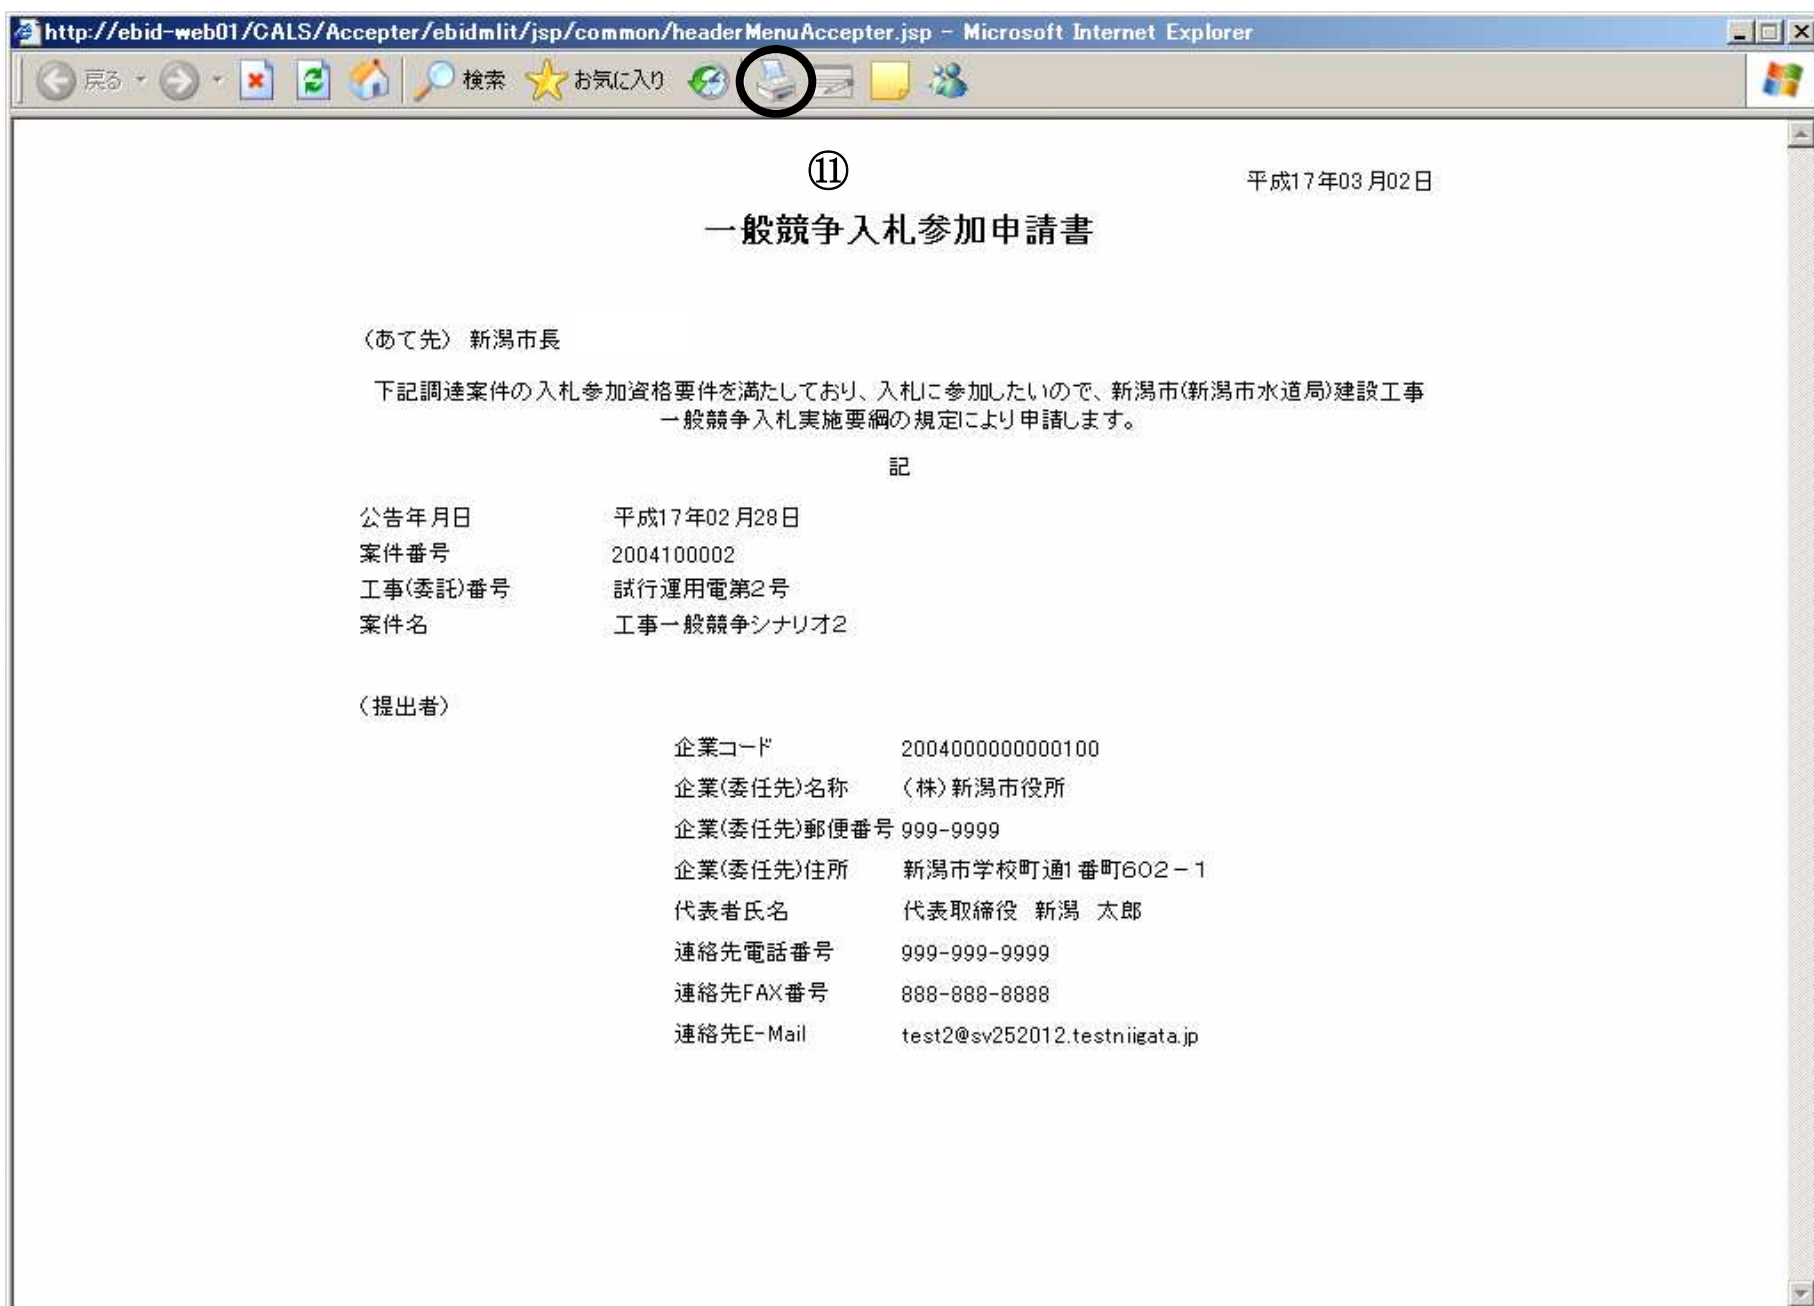 http://ebid-web01/CALS/Accepter/ebidmlit/jsp/common/headerMenuAccepter.jsp - Microsoft Internet Explorer
戻る 検索 お気に入り
⑪
平成17年03月02日
一般競争入札参加申請書
（あて先） 新潟市長
下記調達案件の入札参加資格要件を満たしており、入札に参加したいので、新潟市(新潟市水道局)建設工事
一般競争入札実施要綱の規定により申請します。
記
公告年月日 平成17年02月28日
案件番号 2004100002
工事(委託)番号 試行運用電第２号
案件名 工事一般競争シナリオ２
（提出者）
企業コード 2004000000000100
企業(委任先)名称 （株）新潟市役所
企業(委任先)郵便番号 999-9999
企業(委任先)住所 新潟市学校町通1番町６０２－１
代表者氏名 代表取締役 新潟 太郎
連絡先電話番号 999-999-9999
連絡先FAX番号 888-888-8888
連絡先E-Mail test2@sv252012.testniigata.jp